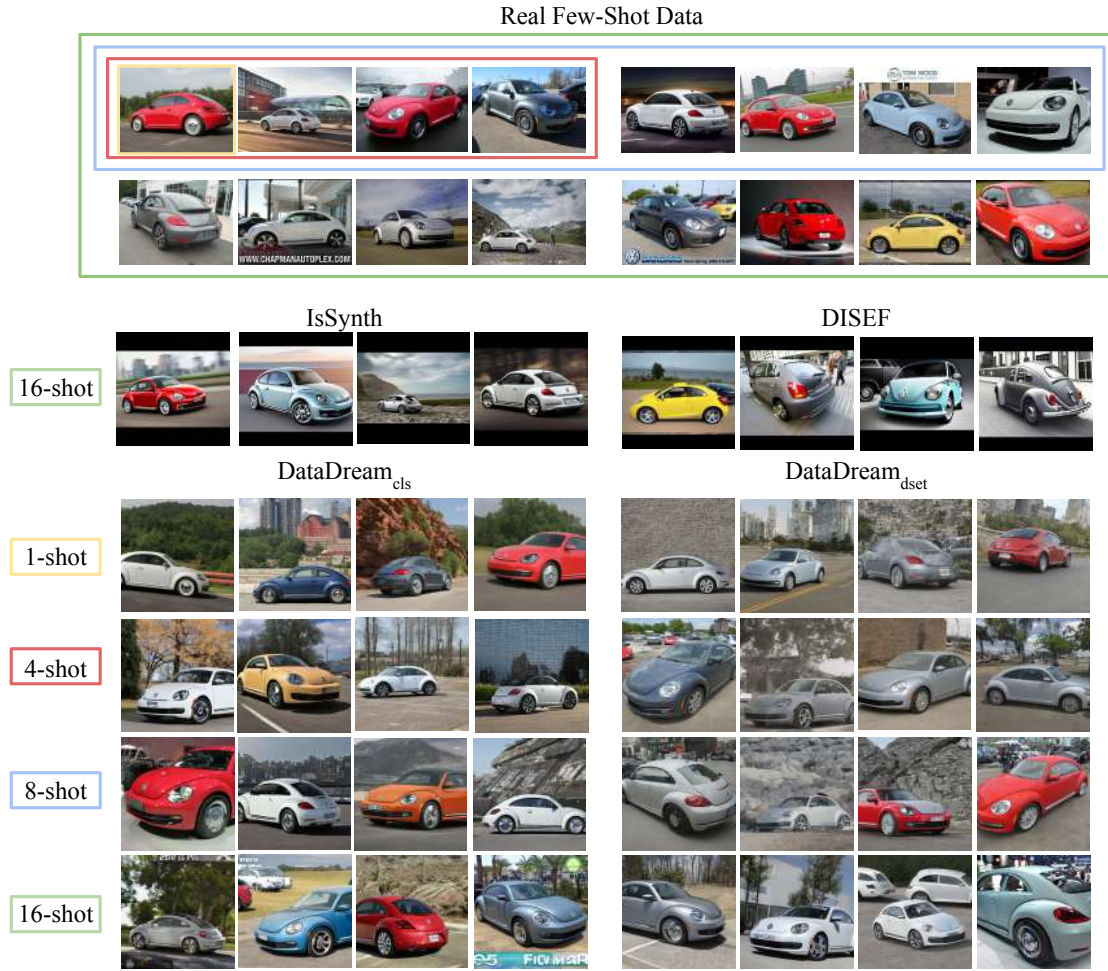 Real Few-Shot Data
TOM WOOD
WWW.CHAPMANAUTOPLEX.COM
IsSynth
DISEF
16-shot
DataDream_cls
DataDream_dset
1-shot
4-shot
8-shot
16-shot